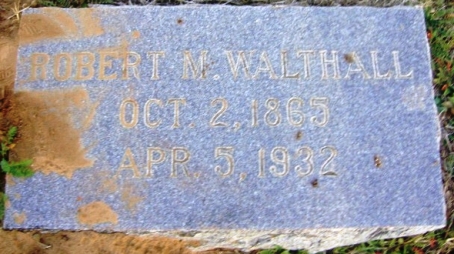 ROBERT M. WALTHALL
OCT. 2, 1865
APR. 5, 1932